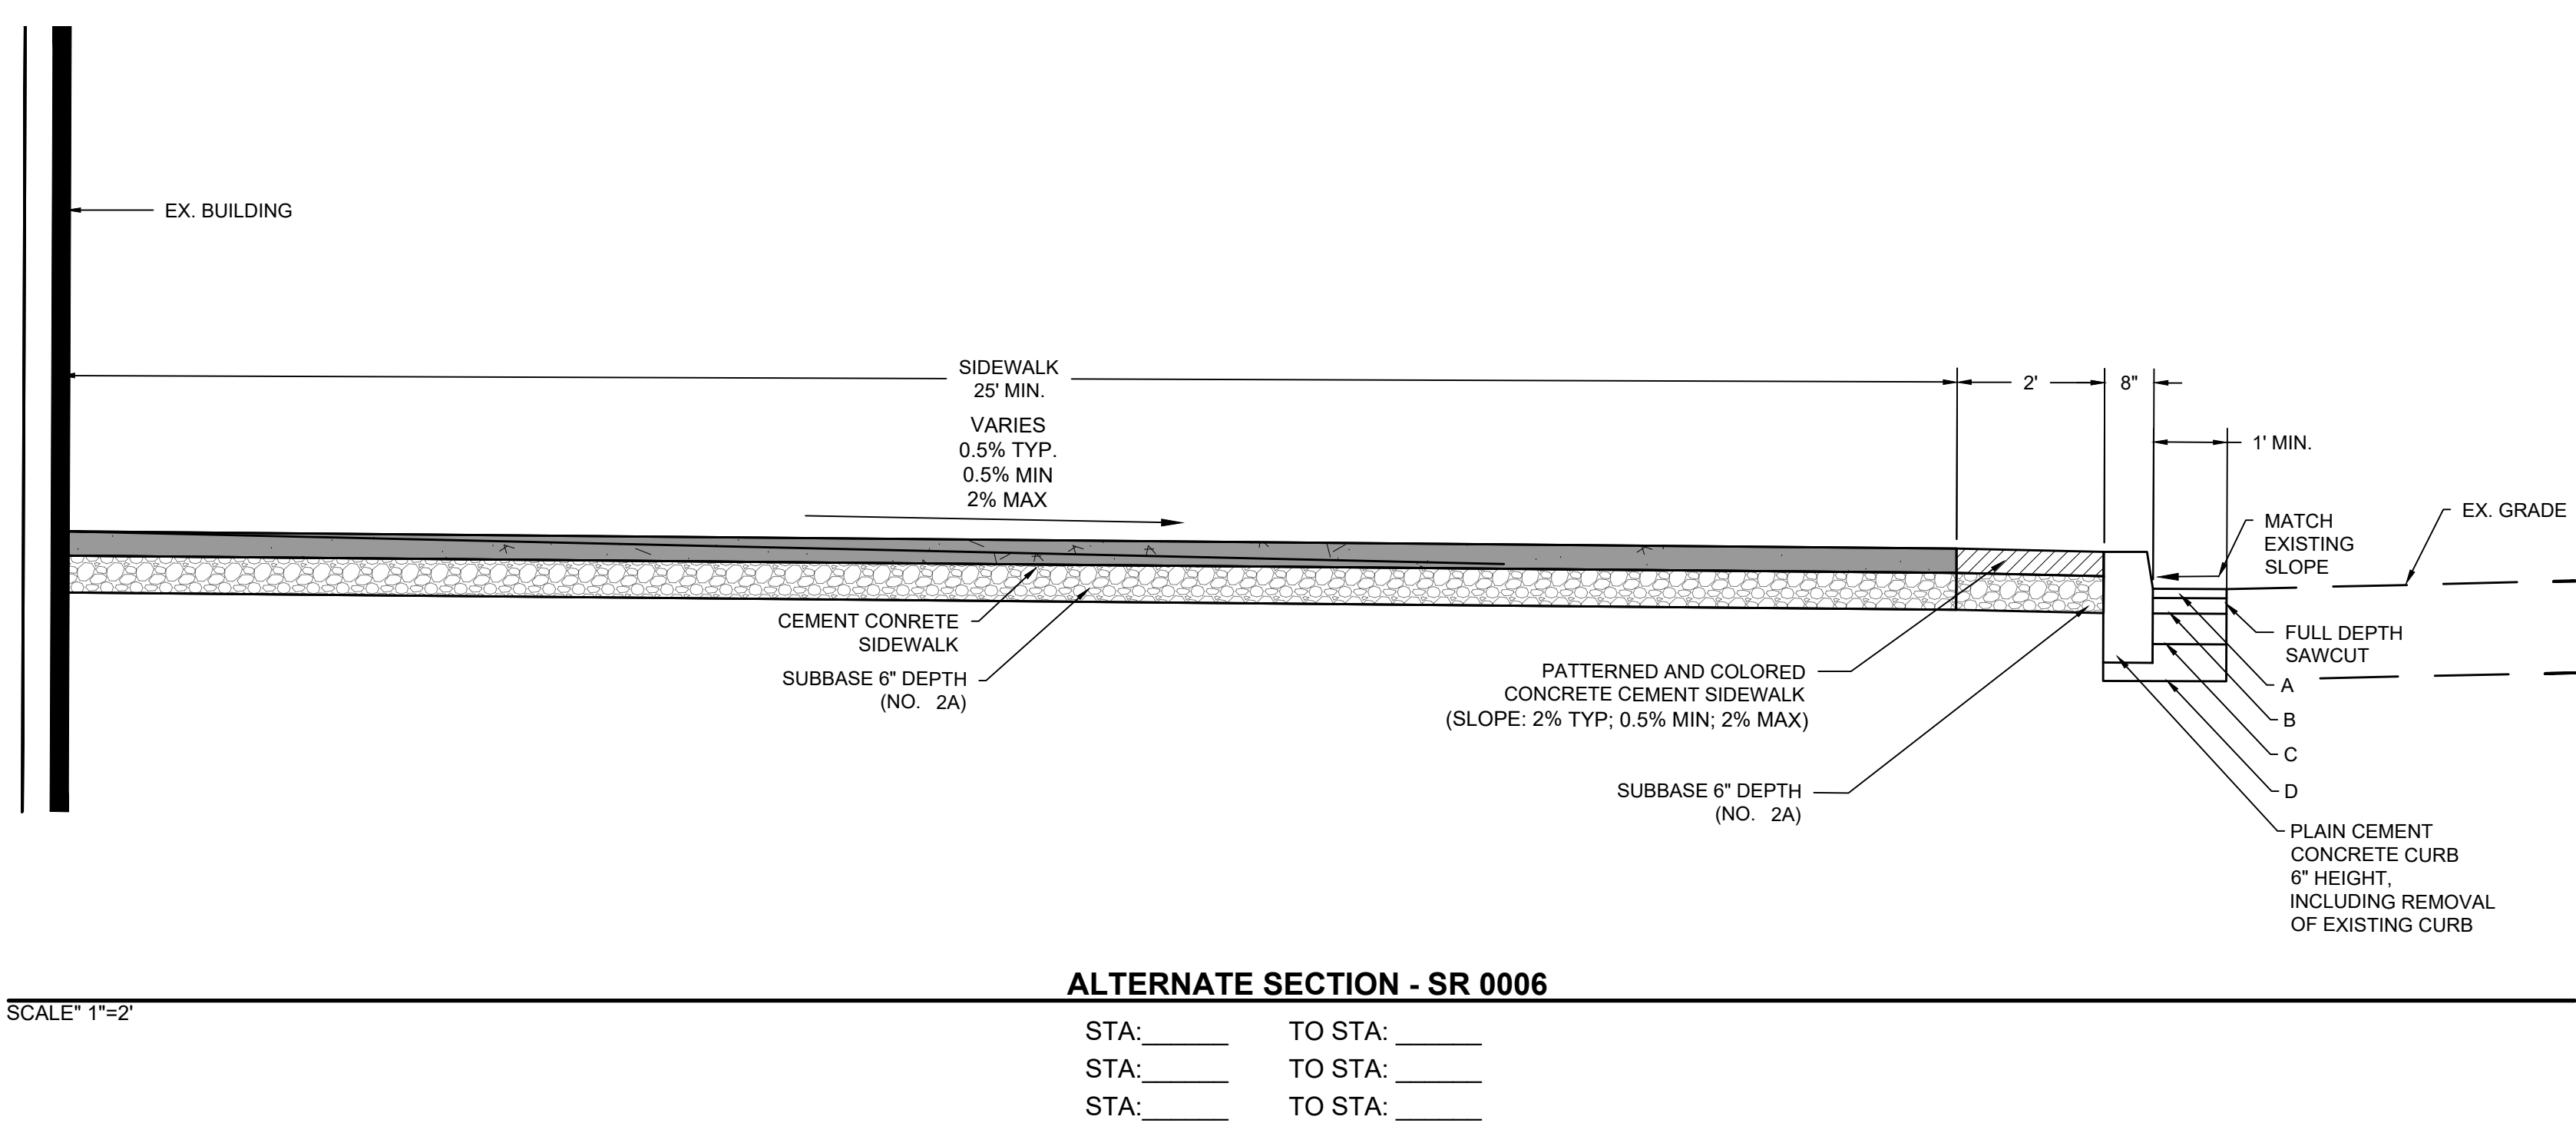 EX. BUILDING
SIDEWALK
25' MIN.
VARIES
0.5% TYP.
0.5% MIN
2% MAX
2'
8"
1' MIN.
EX. GRADE
MATCH
EXISTING
SLOPE
CEMENT CONRETE
SIDEWALK
SUBBASE 6" DEPTH
(NO. 2A)
PATTERNED AND COLORED
CONCRETE CEMENT SIDEWALK
(SLOPE: 2% TYP; 0.5% MIN; 2% MAX)
SUBBASE 6" DEPTH
(NO. 2A)
FULL DEPTH
SAWCUT
A
B
C
D
PLAIN CEMENT
CONCRETE CURB
6" HEIGHT,
INCLUDING REMOVAL
OF EXISTING CURB
ALTERNATE SECTION - SR 0006
SCALE" 1"=2'
STA:______ TO STA: ______
STA:______ TO STA: ______
STA:______ TO STA: ______